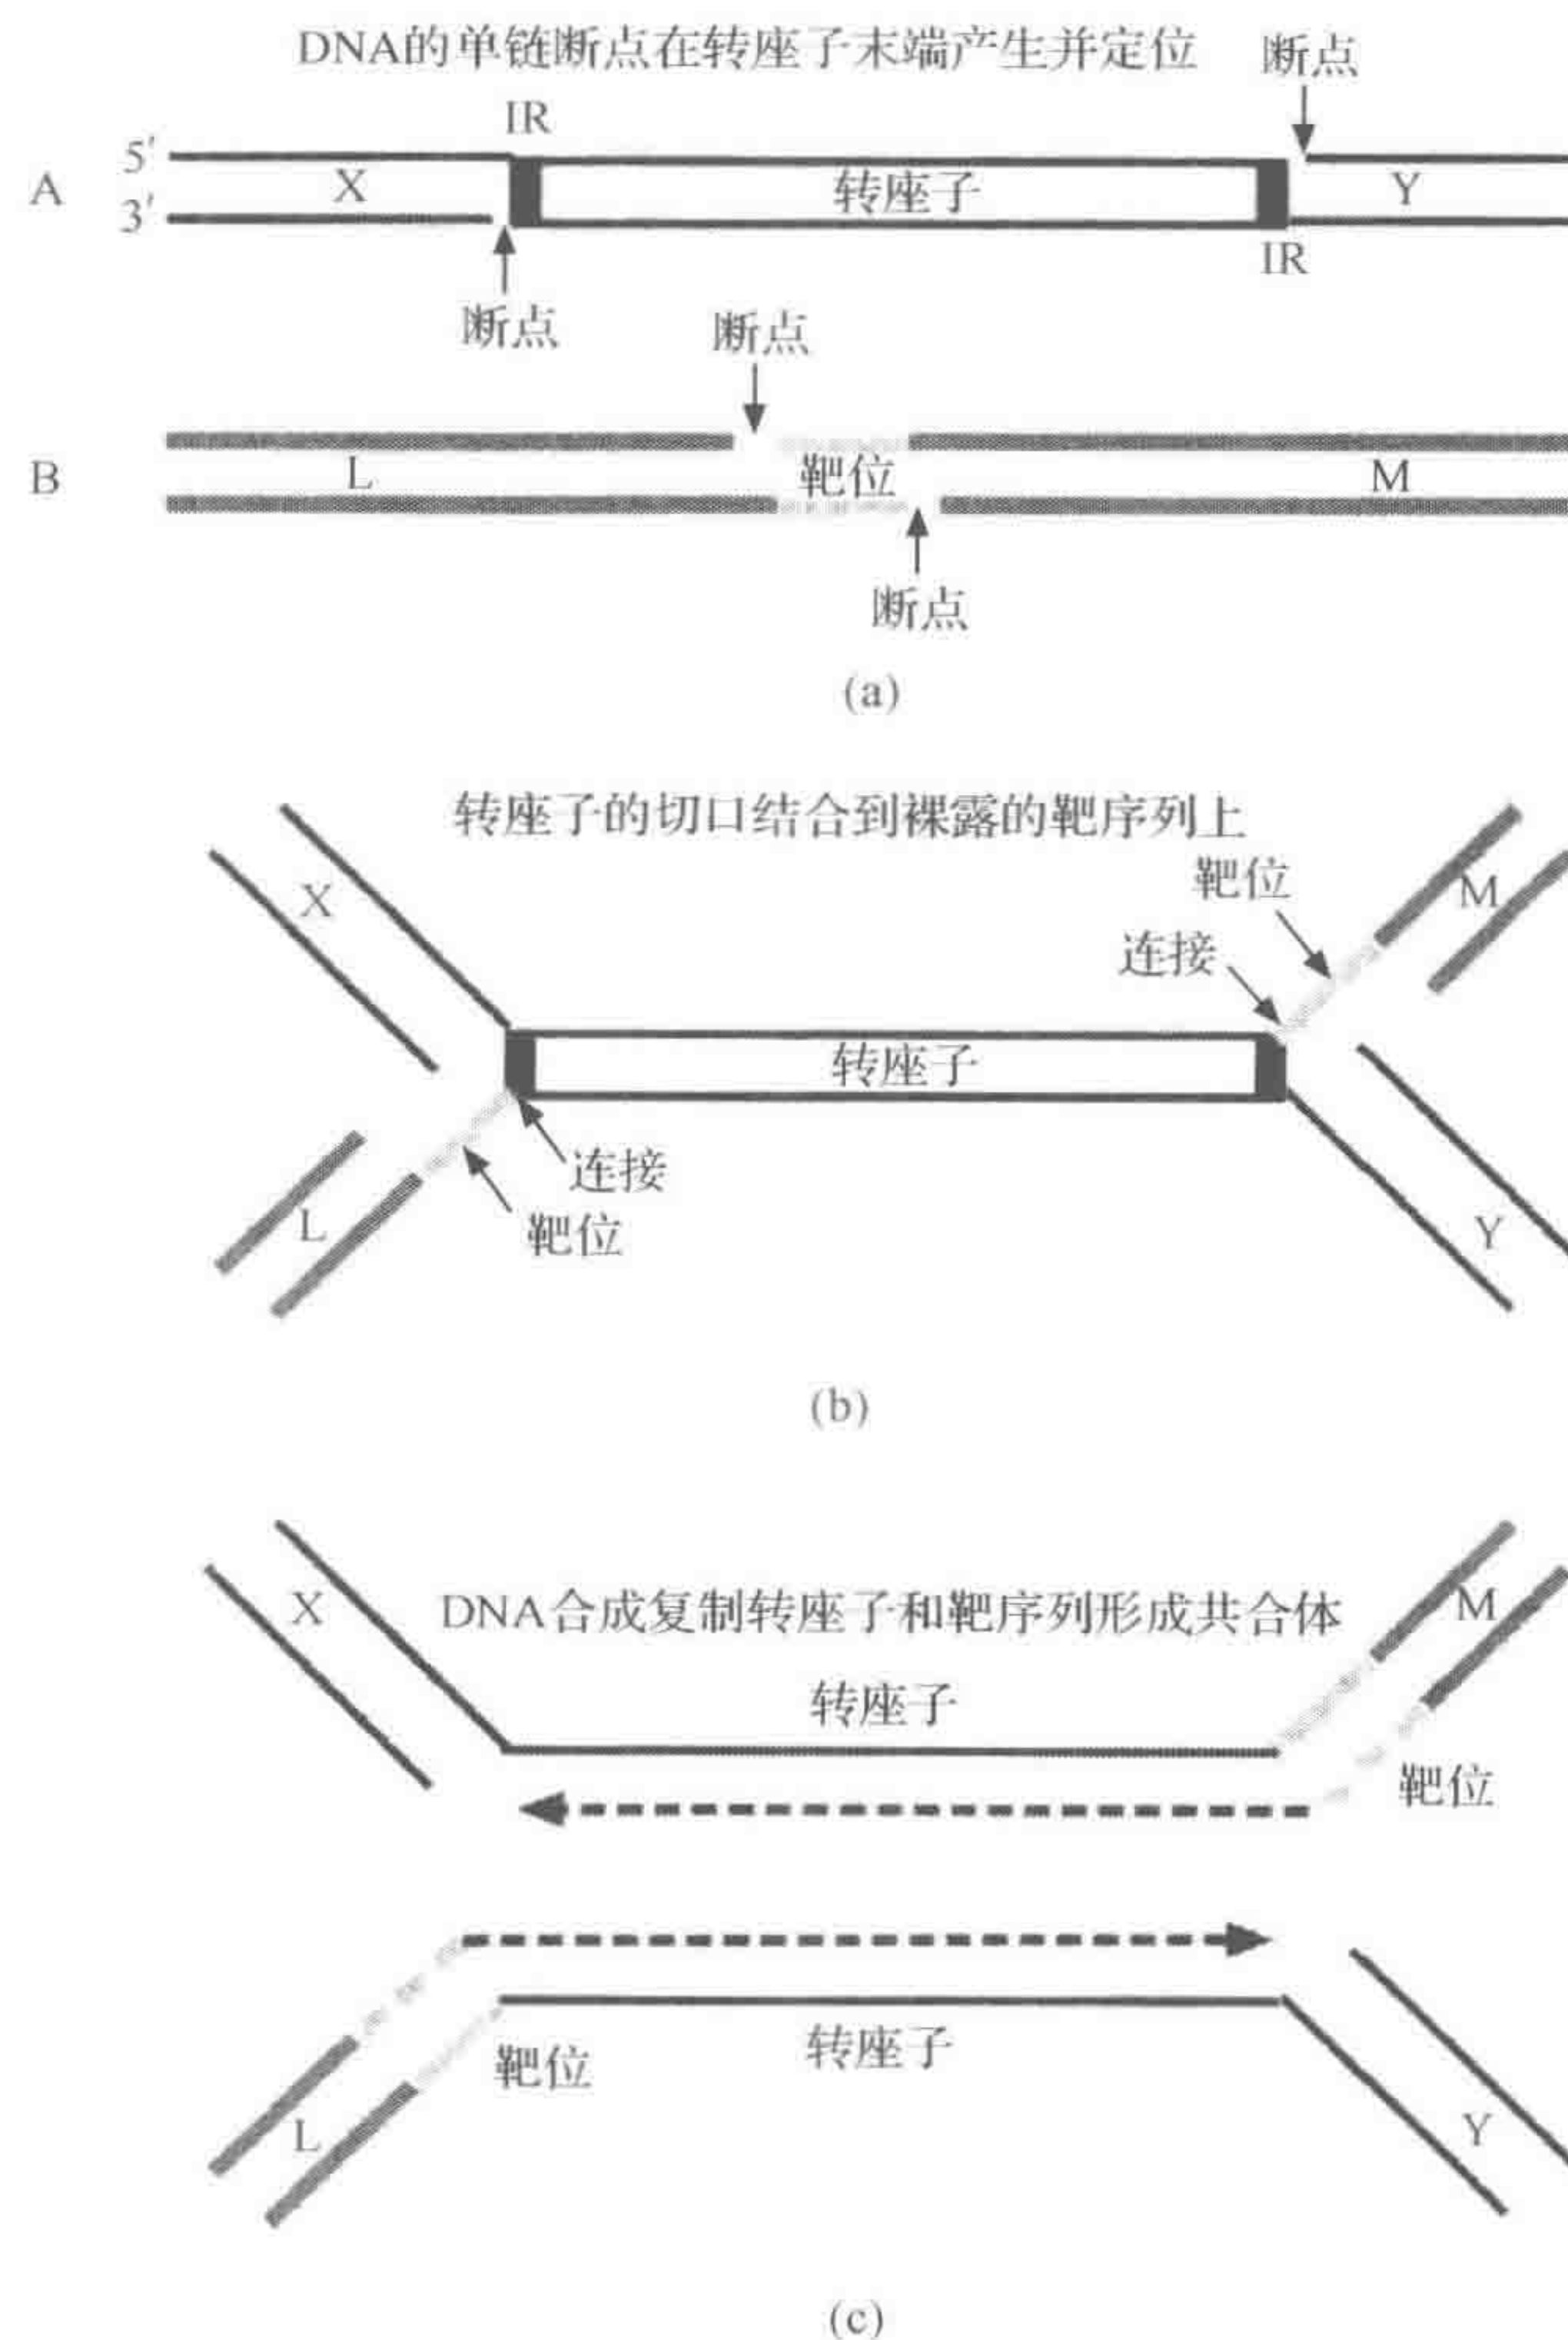 DNA的单链断点在转座子末端产生并定位 断点
IR
5′
A X 转座子 Y
3′
IR
断点
断点
B L 靶位 M
断点
(a)
转座子的切口结合到裸露的靶序列上
靶位
X M
连接
转座子
连接
L 靶位 Y
(b)
X DNA合成复制转座子和靶序列形成共合体 M
转座子
靶位
转座子
靶位
L Y
(c)